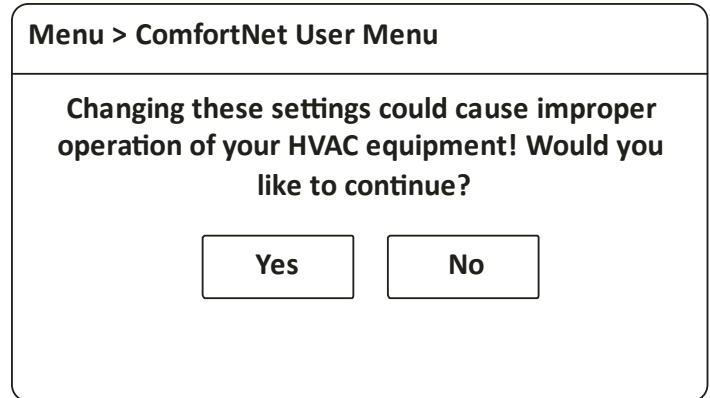 Menu > ComfortNet User Menu
Changing these settings could cause improper
operation of your HVAC equipment! Would you
like to continue?
Yes No